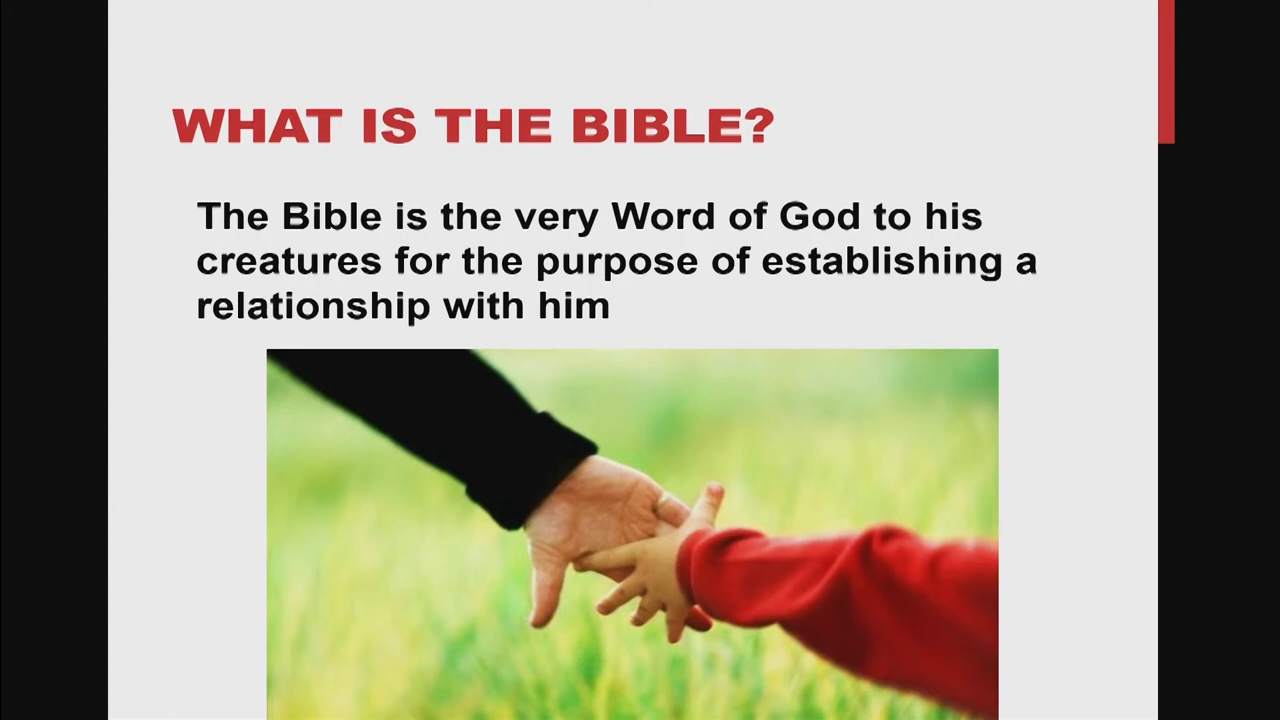 WHAT IS THE BIBLE?
The Bible is the very Word of God to his
creatures for the purpose of establishing a
relationship with him